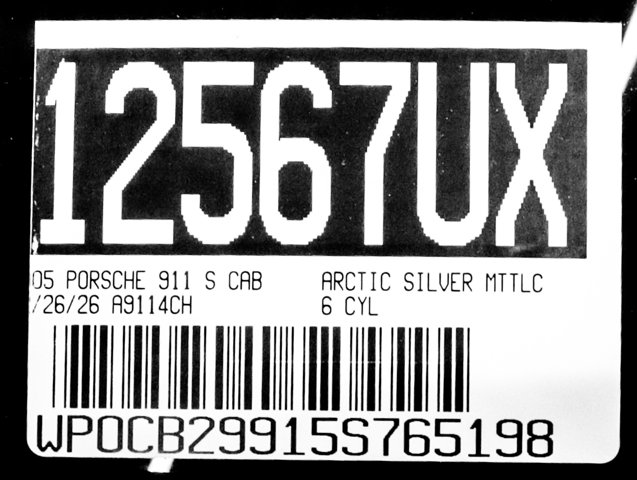 12567UX
05 PORSCHE 911 S CAB ARCTIC SILVER MTTLC
/26/26 A9114CH 6 CYL
WP0CB29915S765198